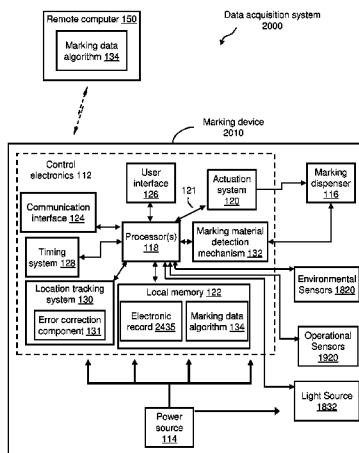 Remote computer 150
Marking data
algorithm 134
Data acquisition system
2000
Marking device
2010
Control
electronics 112
User
interface
126
121
Actuation
system
120
Marking
dispenser
116
Communication
interface 124
Processor(s)
118
Marking material
detection
mechanism 132
Timing
system 128
Environmental
Sensors 1820
Location tracking
system 130
Error correction
component 131
Local memory 122
Electronic
record 2435
Marking data
algorithm 134
Operational
Sensors
1920
Light Source
1832
Power
source
114